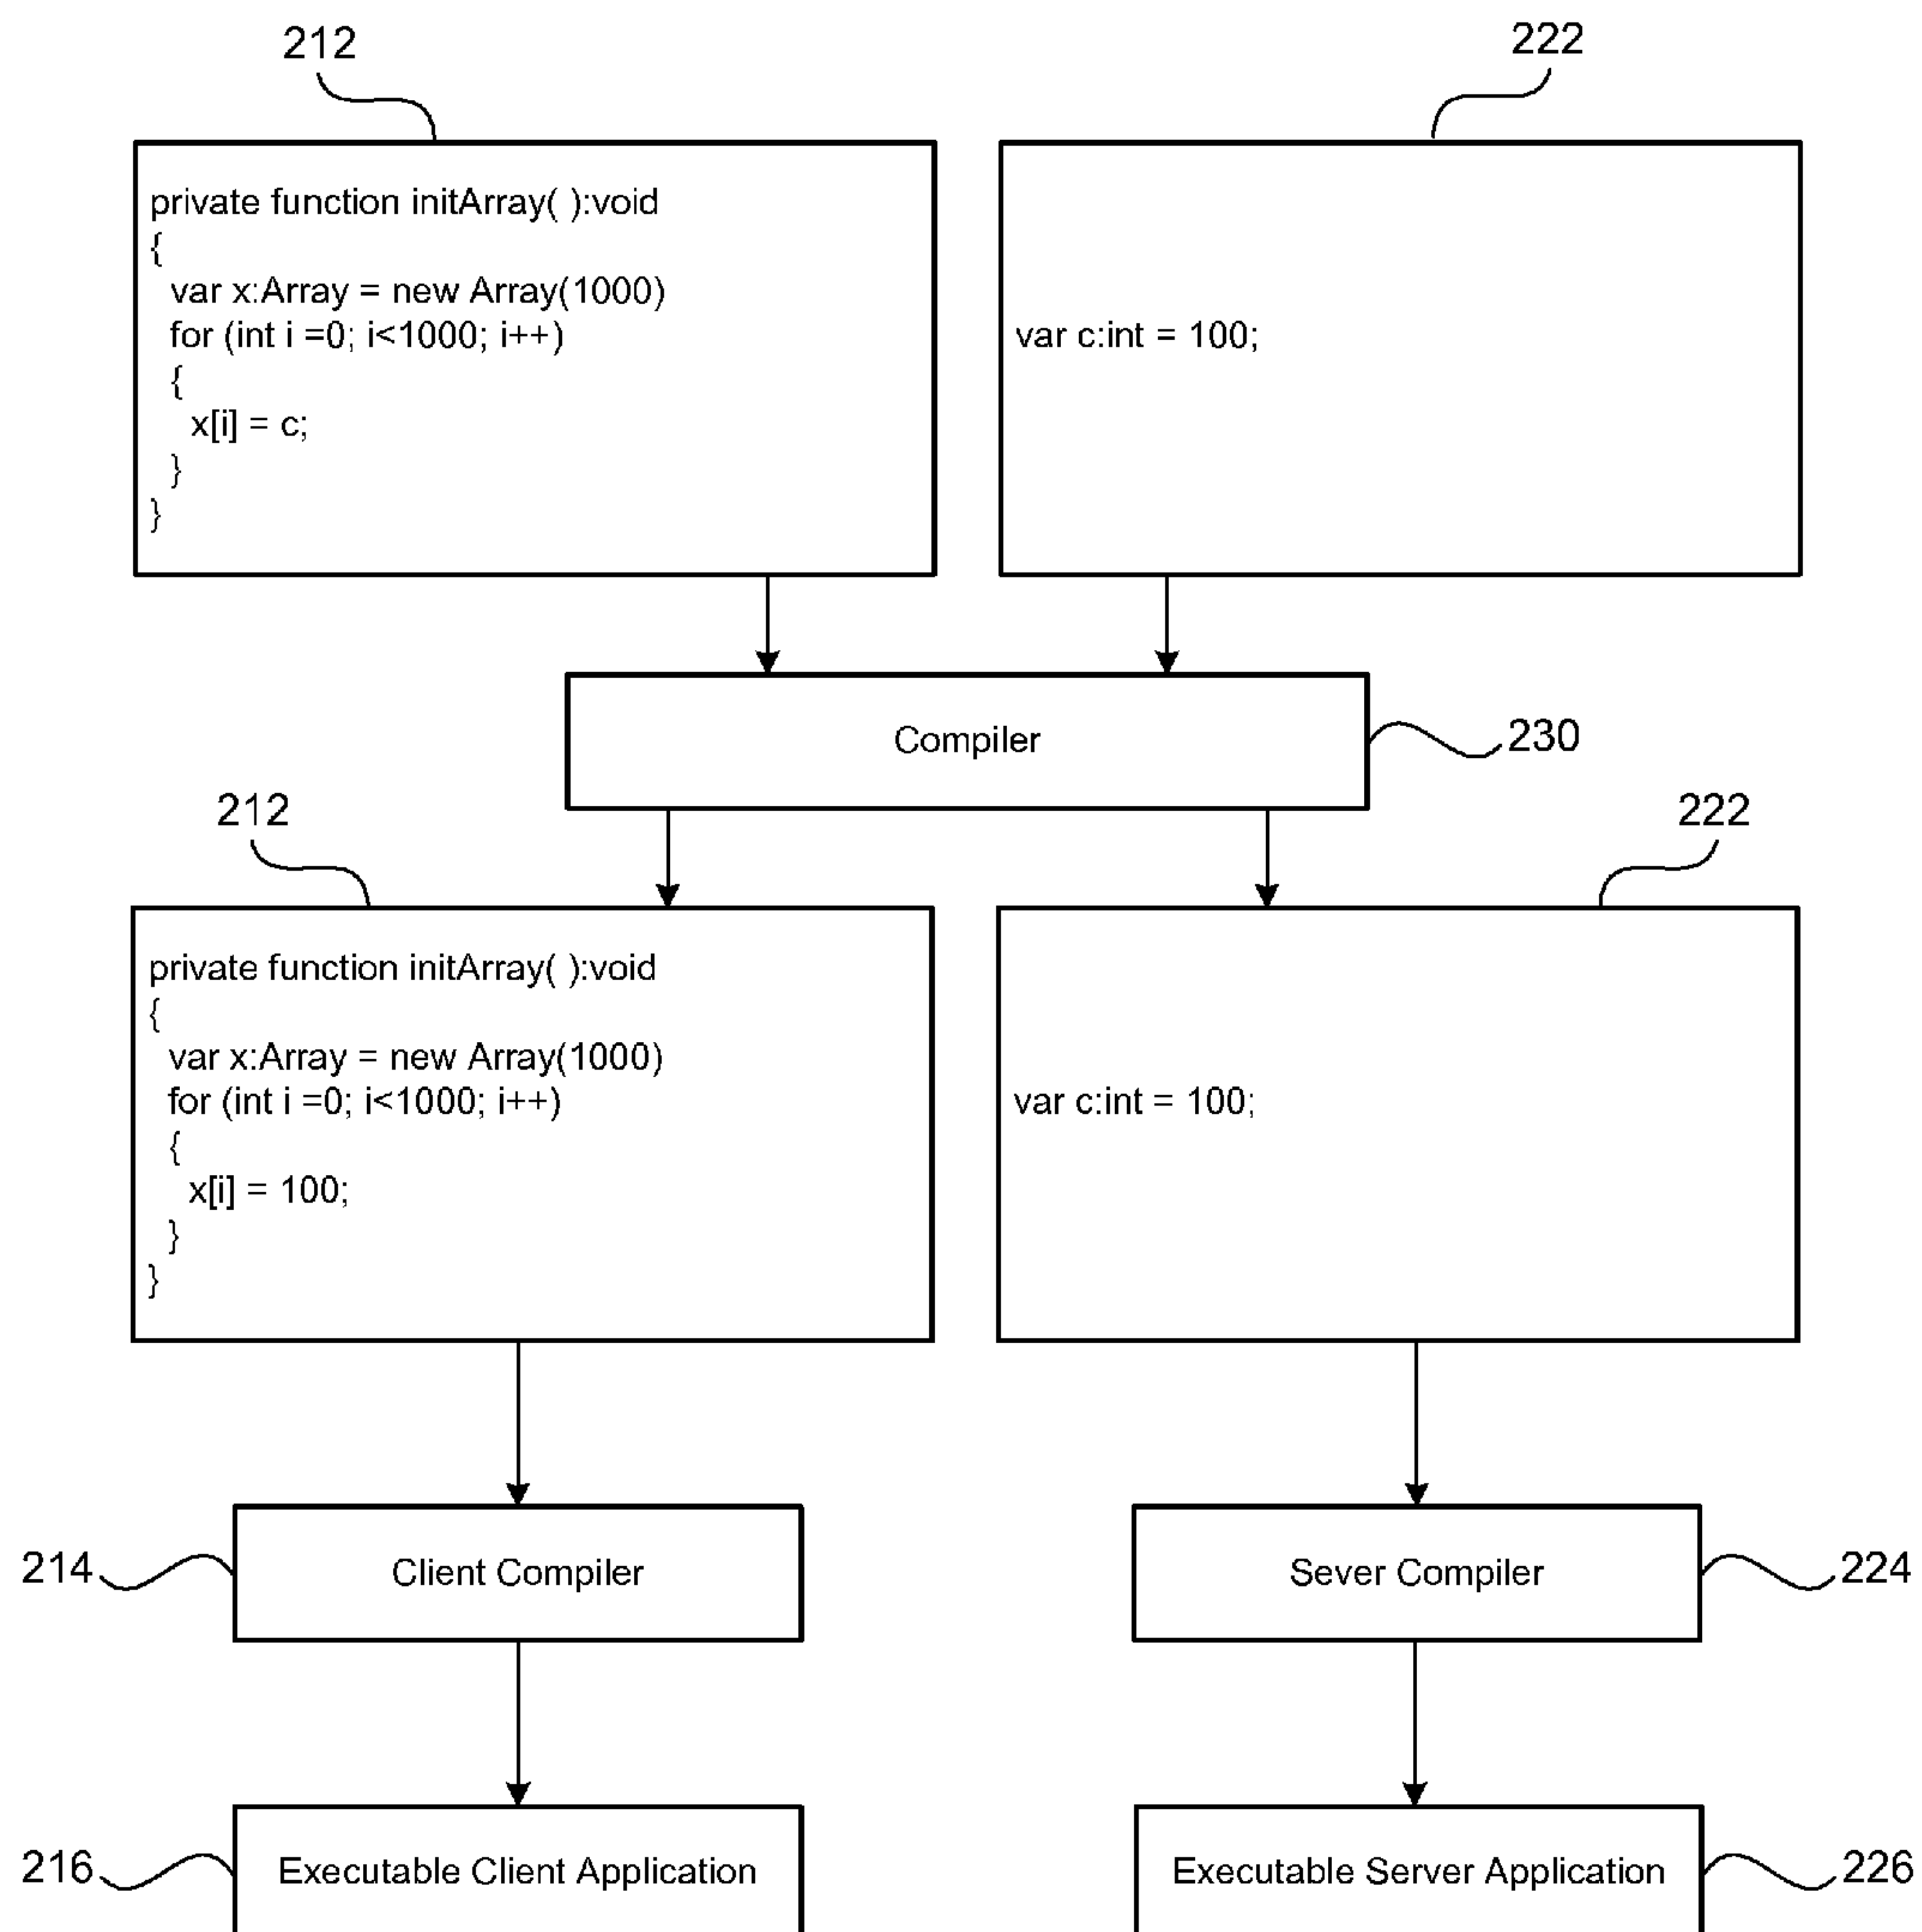 212
222
private function initArray( ):void
{
var x:Array = new Array(1000)
for (int i =0; i<1000; i++)
{
x[i] = c;
}
}
var c:int = 100;
Compiler
230
212
222
private function initArray( ):void
{
var x:Array = new Array(1000)
for (int i =0; i<1000; i++)
{
x[i] = 100;
}
}
var c:int = 100;
214
Client Compiler
Sever Compiler
224
216
Executable Client Application
Executable Server Application
226